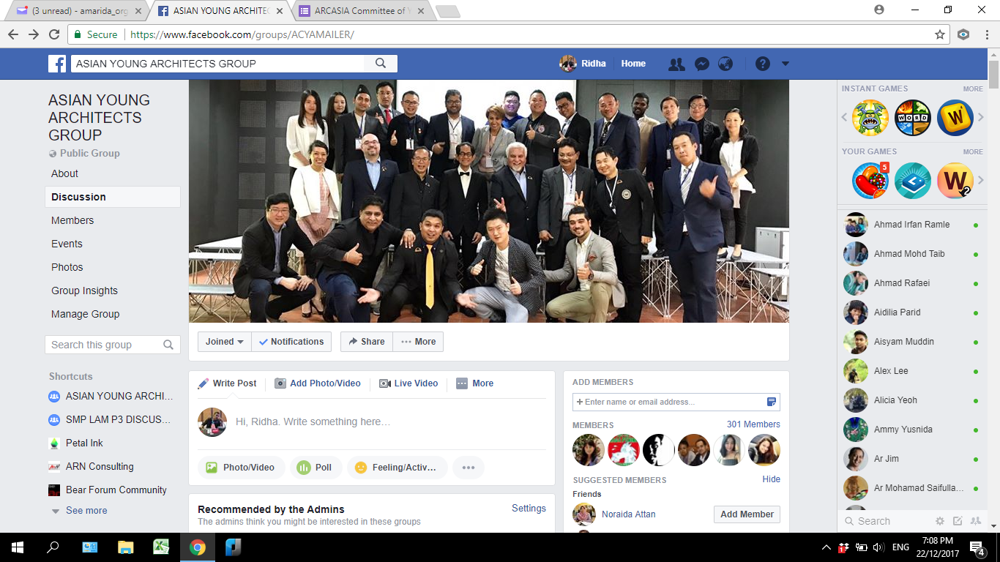 (3 unread) - amarida_org
ASIAN YOUNG ARCHITEC
ARCASIA Committee of Y
Secure
https://www.facebook.com/groups/ACYAMAILER/
ASIAN YOUNG ARCHITECTS GROUP
Ridha
Home
ASIAN YOUNG
ARCHITECTS
GROUP
Public Group
About
Discussion
Members
Events
Photos
Group Insights
Manage Group
Search this group
Shortcuts
ASIAN YOUNG ARCHI...
SMP LAM P3 DISCUS...
Petal Ink
ARN Consulting
Bear Forum Community
See more
Joined
Notifications
Share
More
Write Post
Add Photo/Video
Live Video
More
Hi, Ridha. Write something here...
Photo/Video
Poll
Feeling/Activ...
Recommended by the Admins
Settings
The admins think you might be interested in these groups
ADD MEMBERS
+ Enter name or email address...
MEMBERS
301 Members
SUGGESTED MEMBERS
Hide
Friends
Noraida Attan
Add Member
INSTANT GAMES
MORE
WORD
W
YOUR GAMES
MORE
5
W
2
Ahmad Irfan Ramle
Ahmad Mohd Taib
Ahmad Rafaei
Aidilia Parid
Aisyam Muddin
Alex Lee
Alicia Yeoh
Ammy Yusnida
Ar Jim
Ar Mohamad Saifulla...
Search
ENG
7:08 PM
22/12/2017
4